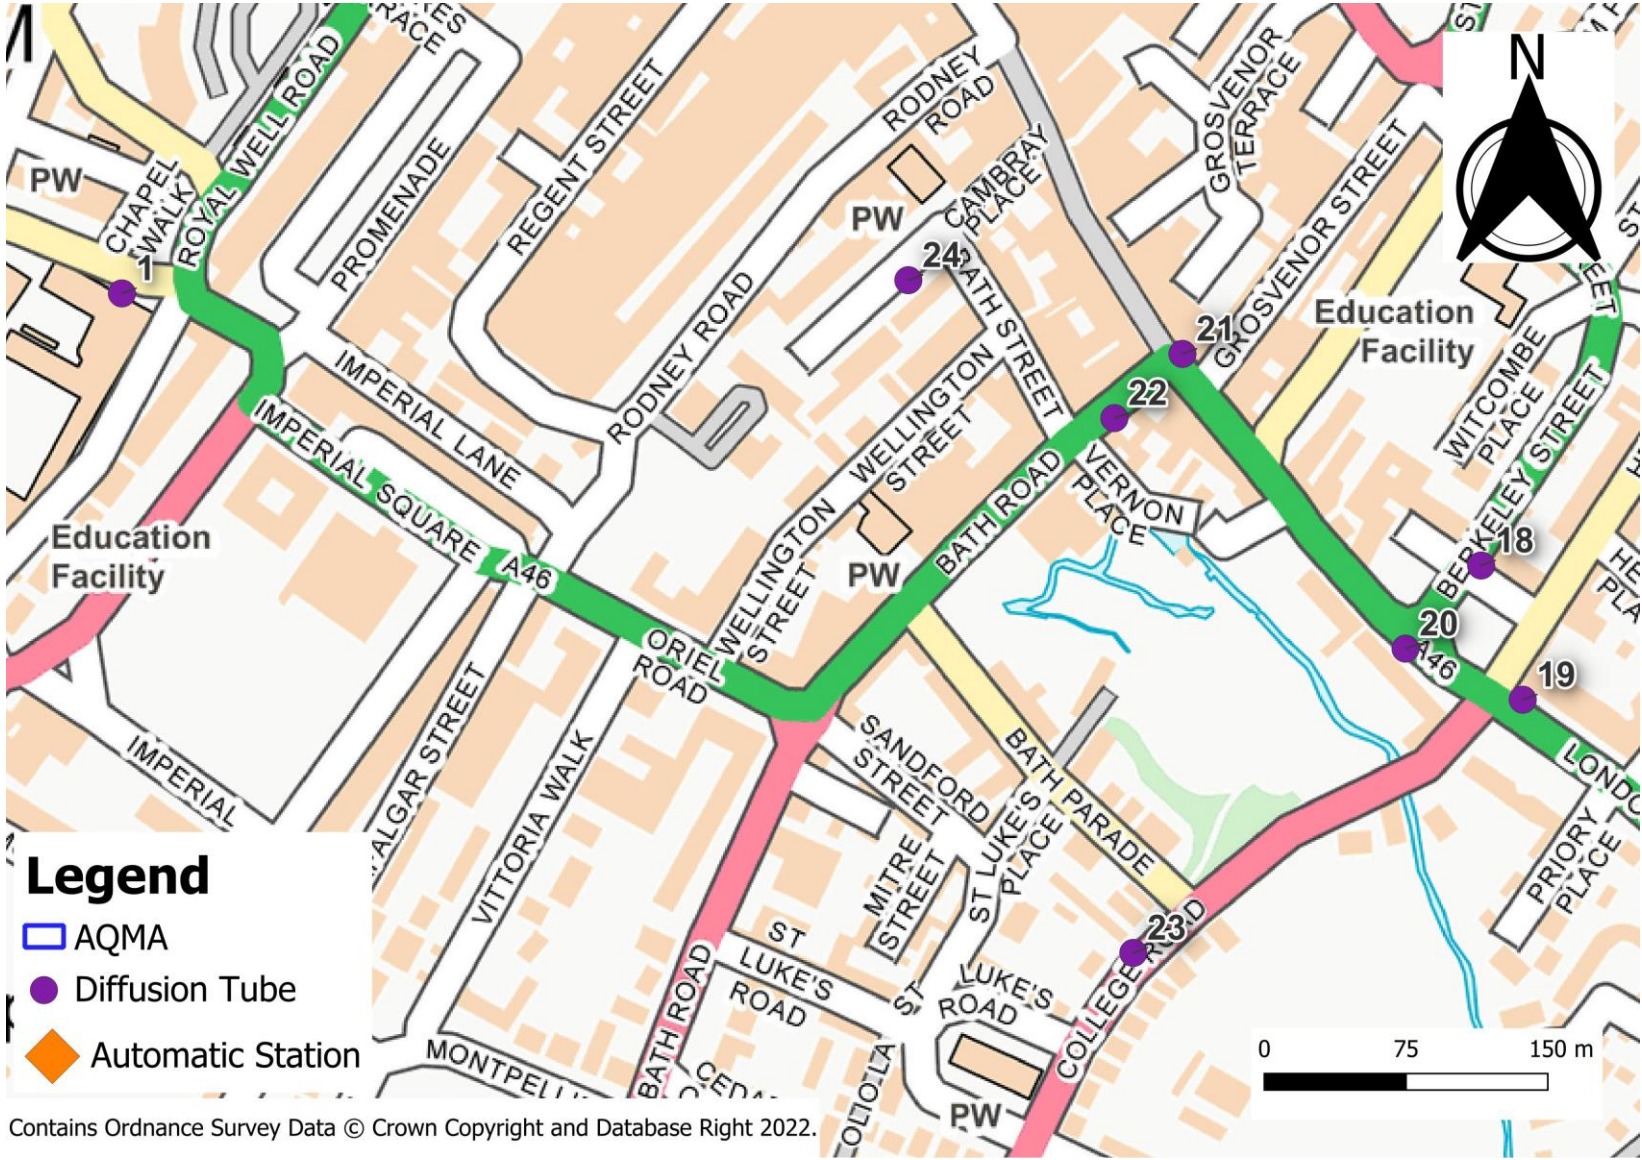 N
PW
CHAPEL
WALK
1
ROYAL WELL ROAD
PROMENADE
REGENT STREET
RODNEY
ROAD
RODNEY ROAD
PW
CAMBRAY
PLACE
24
BATH STREET
GROSVENOR
TERRACE
GROSVENOR STREET
21
22
Education
Facility
WITCOMBE
PLACE
BERKELEY STREET
18
20
A46
19
IMPERIAL LANE
IMPERIAL SQUARE
A46
Education
Facility
WELLINGTON
STREET
WELLINGTON
STREET
PW
BATH ROAD
VERNON
PLACE
ORIEL
ROAD
IMPERIAL
VITTORIA WALK
SANDFORD
STREET
MITRE
STREET
ST LUKE'S
PLACE
BATH PARADE
PRIORY
PLACE
23
COLLEGE ROAD
ST
LUKE'S
ROAD
ST
LUKE'S
ROAD
BATH ROAD
PW
Legend
AQMA
Diffusion Tube
Automatic Station
0 75 150 m
Contains Ordnance Survey Data © Crown Copyright and Database Right 2022.